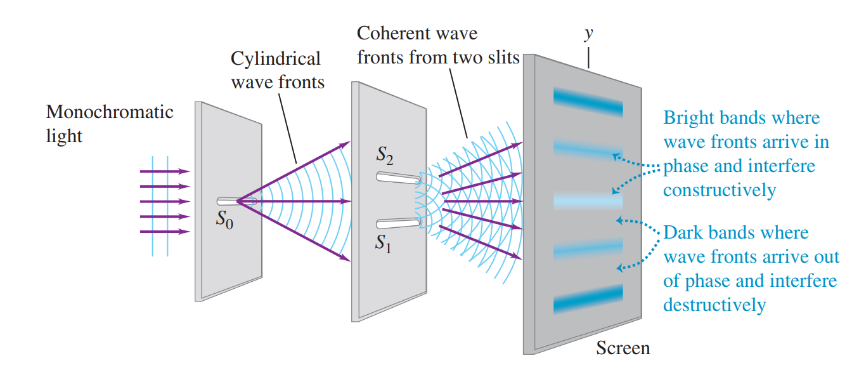 Monochromatic
light
S0
Cylindrical
wave fronts
Coherent wave
fronts from two slits
S2
S1
y
Bright bands where
wave fronts arrive in
phase and interfere
constructively
Dark bands where
wave fronts arrive out
of phase and interfere
destructively
Screen